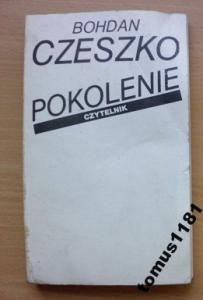 BOHDAN
CZESZKO
POKOLENIE
CZYTELNIK
tomus1181